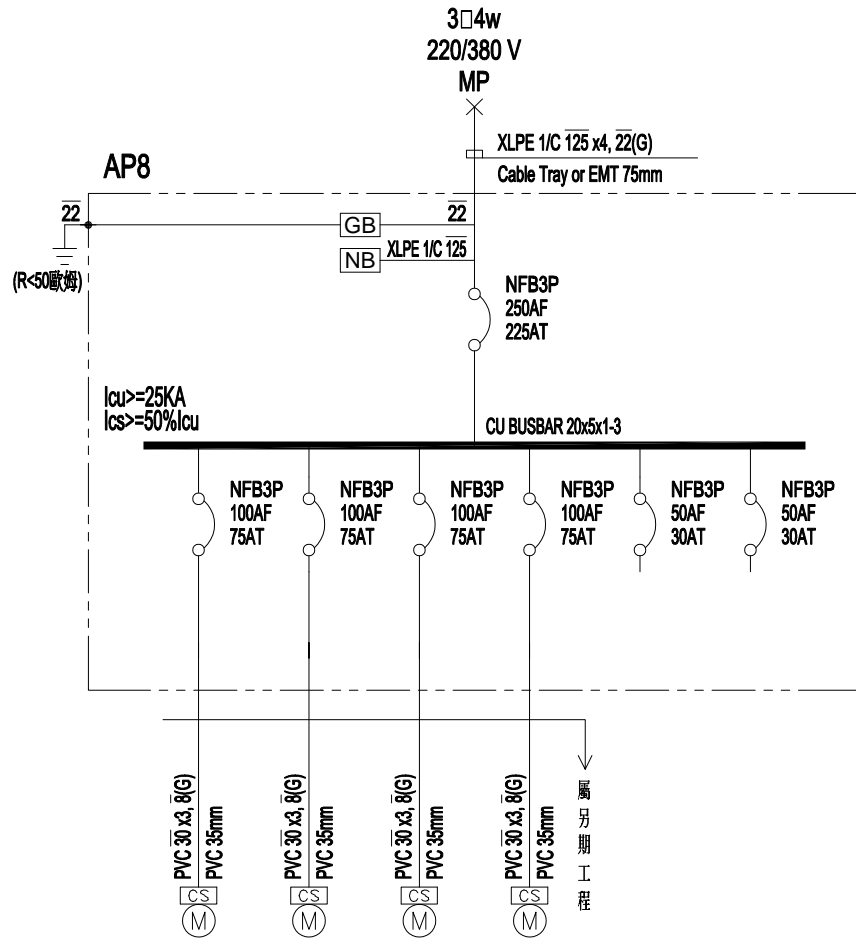 3□4w
220/380 V
MP
XLPE 1/C 125 x4, 22(G)
Cable Tray or EMT 75mm
AP8
22
GB
22
NB
XLPE 1/C 125
(R<50歐姆)
NFB3P
250AF
225AT
Icu>=25KA
Ics>=50%Icu
CU BUSBAR 20x5x1-3
NFB3P
100AF
75AT
NFB3P
100AF
75AT
NFB3P
100AF
75AT
NFB3P
100AF
75AT
NFB3P
50AF
30AT
NFB3P
50AF
30AT
PVC 30 x3, 8(G)
PVC 35mm
PVC 30 x3, 8(G)
PVC 35mm
PVC 30 x3, 8(G)
PVC 35mm
PVC 30 x3, 8(G)
PVC 35mm
屬另期工程
CS
CS
CS
CS
M
M
M
M